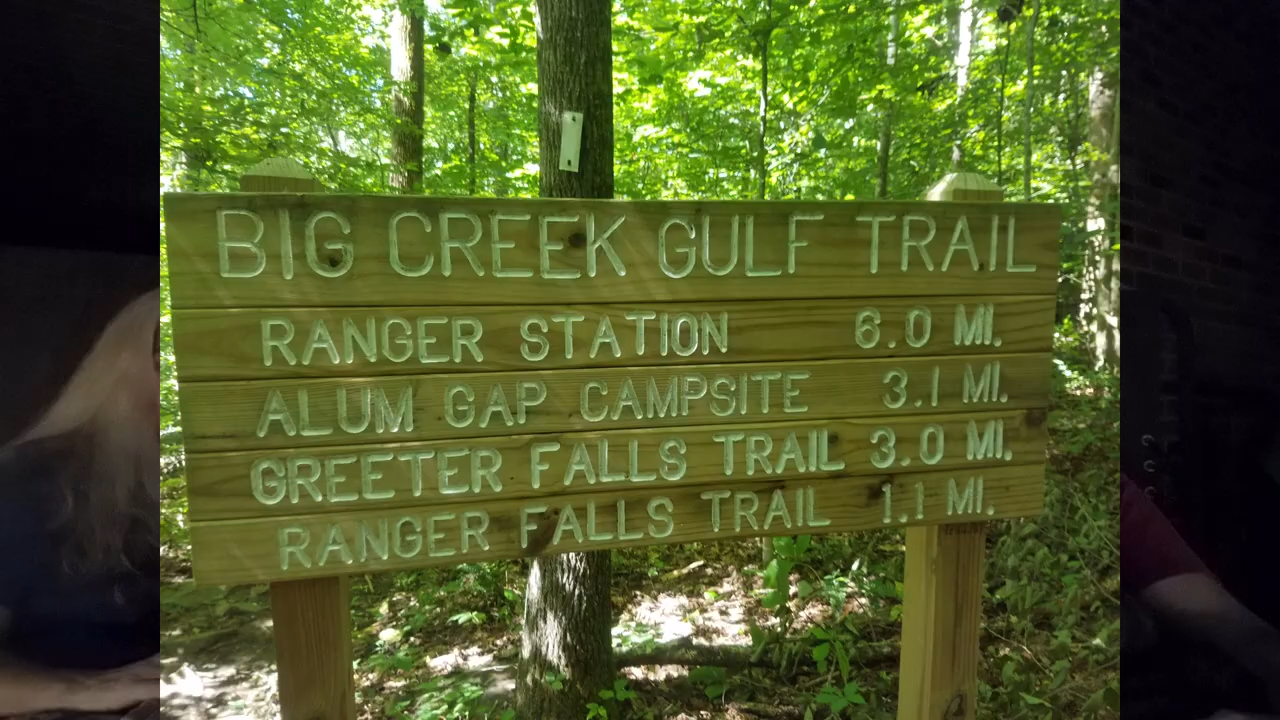 BIG CREEK GULF TRAIL
RANGER STATION 6.0 MI.
ALUM GAP CAMPSITE 3.1 MI.
GREETER FALLS TRAIL 3.0 MI.
RANGER FALLS TRAIL 1.1 MI.